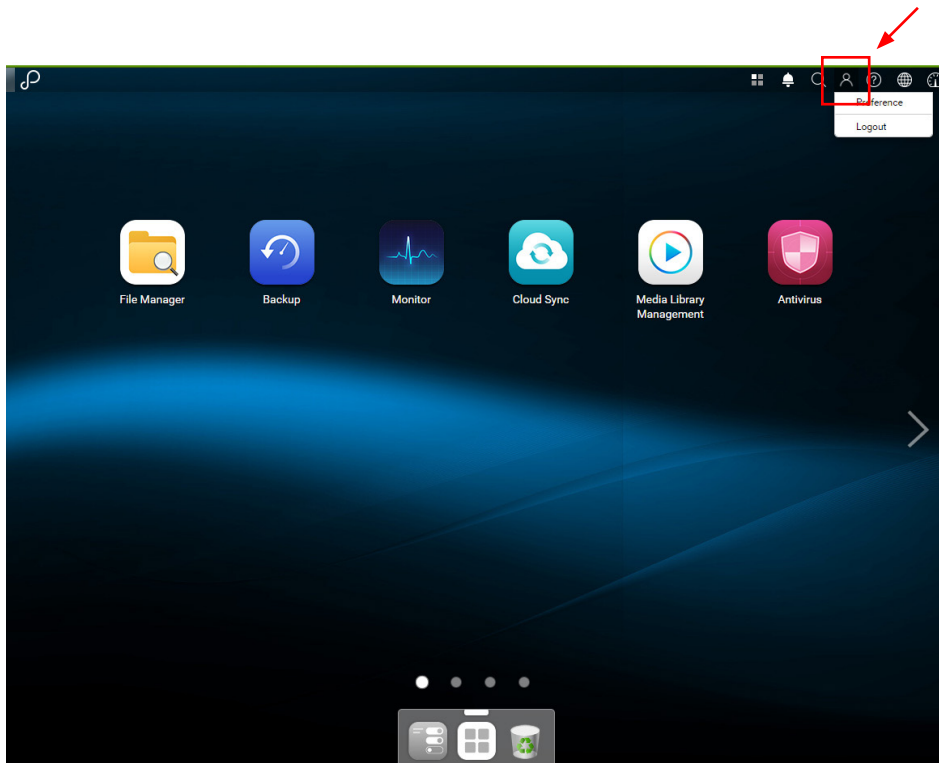 Preference
Logout
File Manager
Backup
Monitor
Cloud Sync
Media Library
Management
Antivirus